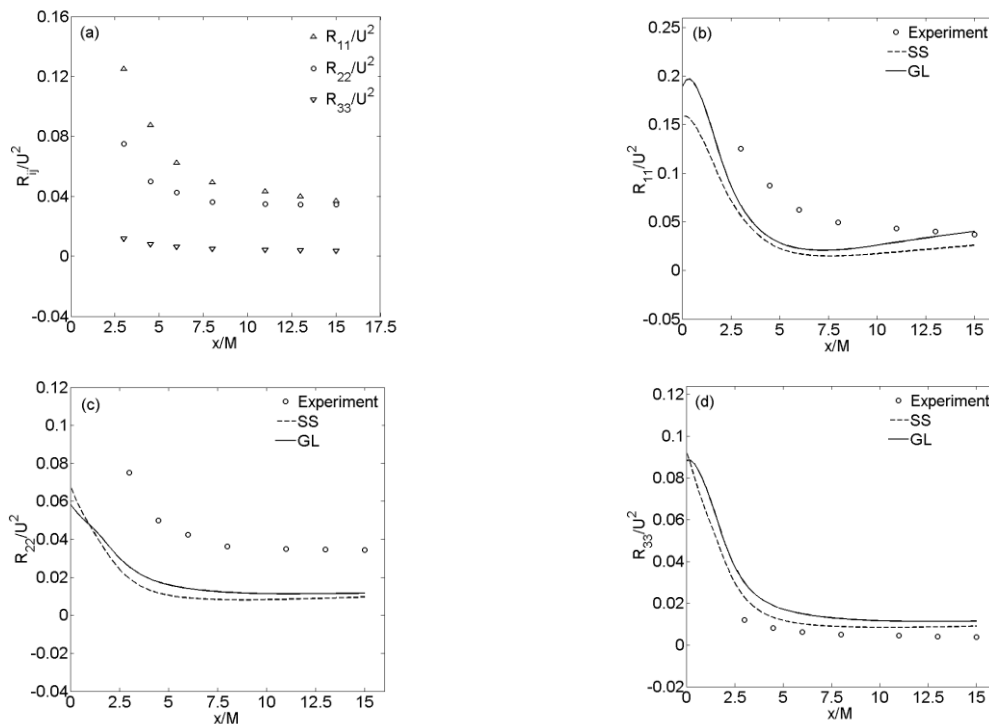 (a)
R11/U2
R22/U2
R33/U2
0.16
0.12
0.08
0.04
0
-0.04
Rij/U2
0 2.5 5 7.5 10 12.5 15 17.5
x/M
(b)
Experiment
SS
GL
0.2
0.15
0.1
0.05
0
-0.05
R11/U2
0 2.5 5 7.5 10 12.5 15
x/M
(c)
Experiment
SS
GL
0.12
0.1
0.08
0.06
0.04
0.02
0
-0.02
-0.04
R22/U2
0 2.5 5 7.5 10 12.5 15
x/M
(d)
Experiment
SS
GL
0.12
0.1
0.08
0.06
0.04
0.02
0
-0.02
R33/U2
0 2.5 5 7.5 10 12.5 15
x/M